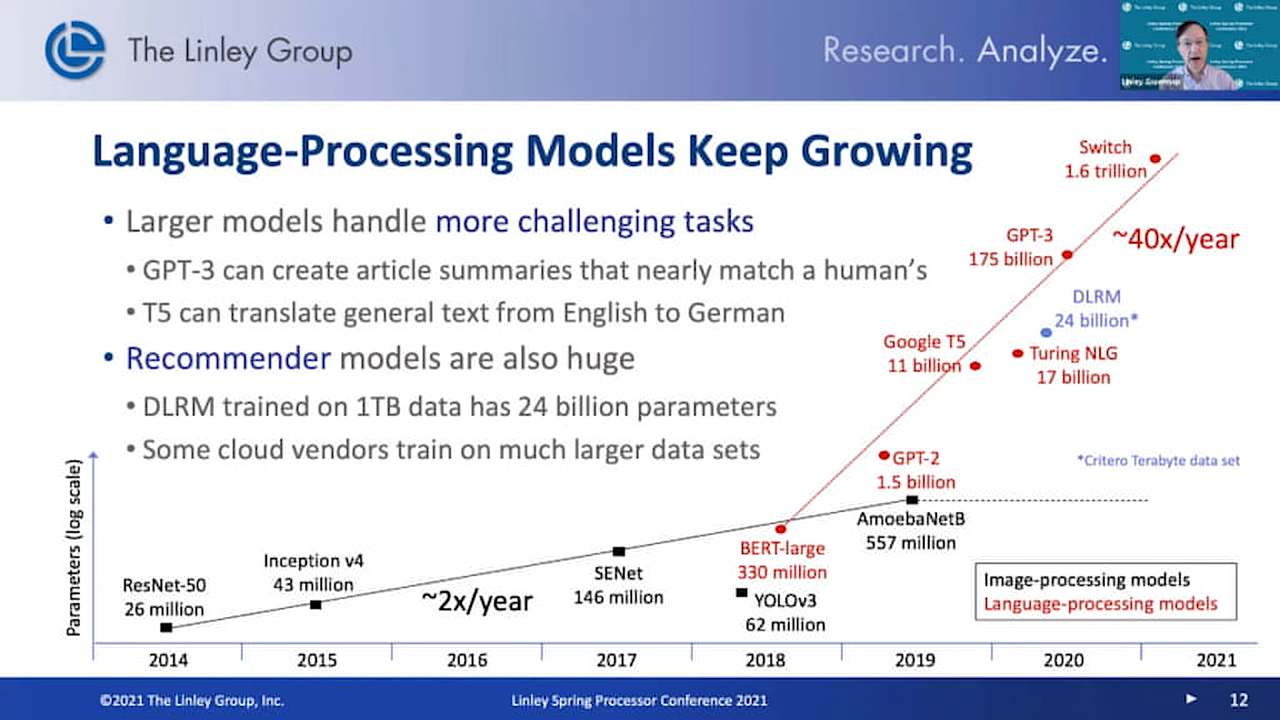 The Linley Group
Research. Analyze.
Linley Gwennap
Language-Processing Models Keep Growing
• Larger models handle more challenging tasks
• GPT-3 can create article summaries that nearly match a human's
• T5 can translate general text from English to German
• Recommender models are also huge
• DLRM trained on 1TB data has 24 billion parameters
• Some cloud vendors train on much larger data sets
Switch
1.6 trillion
~40x/year
GPT-3
175 billion
DLRM
24 billion*
Google T5
11 billion
Turing NLG
17 billion
GPT-2
1.5 billion
*Critero Terabyte data set
AmoebaNetB
557 million
BERT-large
330 million
SENet
146 million
YOLOv3
62 million
Inception v4
43 million
ResNet-50
26 million
~2x/year
Parameters (log scale)
Image-processing models
Language-processing models
2014 2015 2016 2017 2018 2019 2020 2021
©2021 The Linley Group, Inc.
Linley Spring Processor Conference 2021
12